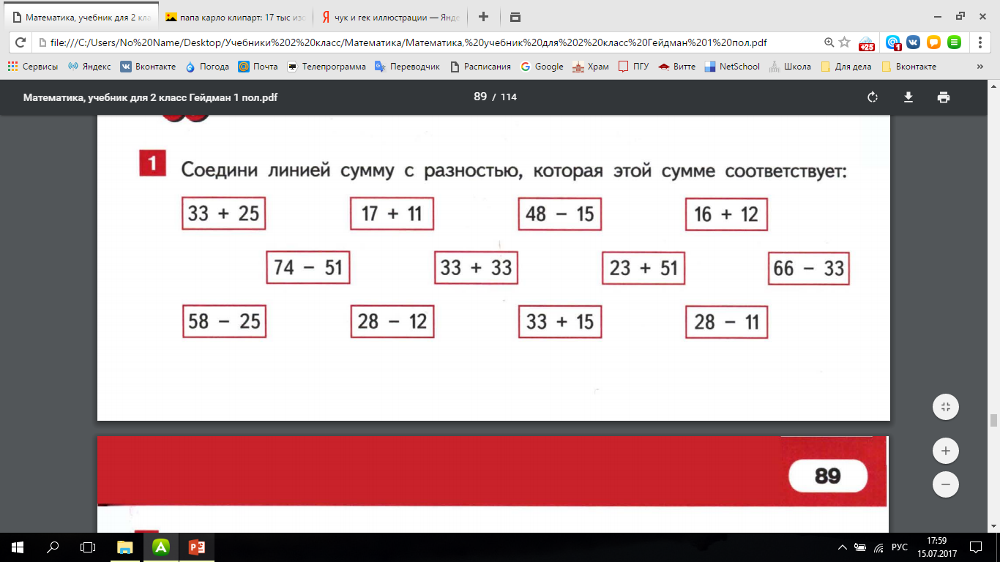 Математика, учебник для 2 кла
папа карло клипарт: 17 тыс изо
чук и гек иллюстрации — Янде
file:///C:/Users/No%20Name/Desktop/Учебники%202%20класс/Математика/Математика,%20учебник%20для%202%20класс%20Гейдман%201%20пол.pdf
+25
1
Сервисы Яндекс Вконтакте Погода Почта Телепрограмма Переводчик Расписания Google Храм ПГУ Витте NetSchool Школа Для дела Вконтакте »
Математика, учебник для 2 класс Гейдман 1 пол.pdf 89 / 114
1 Соедини линией сумму с разностью, которая этой сумме соответствует:
33 + 25 17 + 11 48 – 15 16 + 12
74 – 51 33 + 33 23 + 51 66 – 33
58 – 25 28 – 12 33 + 15 28 – 11
89
РУС
17:59
15.07.2017